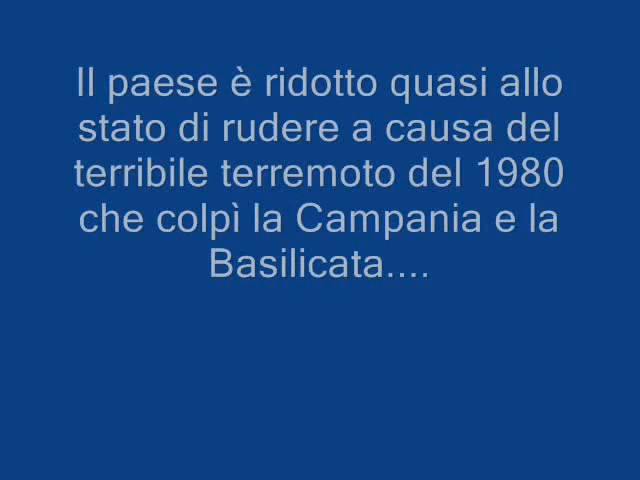 Il paese è ridotto quasi allo
stato di rudere a causa del
terribile terremoto del 1980
che colpì la Campania e la
Basilicata....